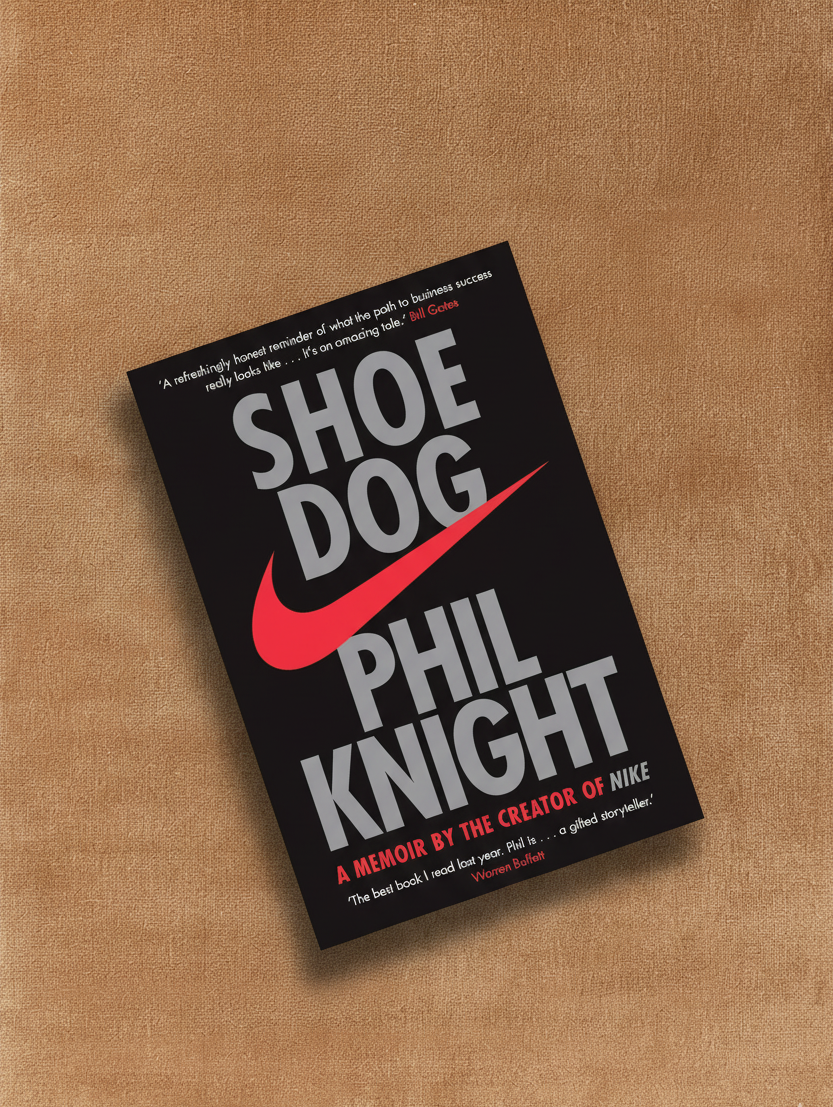 'A refreshingly honest reminder of what the path to business success
really looks like . . . It's an amazing tale.' Bill Gates
SHOE
DOG
PHIL
KNIGHT
A MEMOIR BY THE CREATOR OF NIKE
'The best book I read last year. Phil is . . . a gifted storyteller.'
Warren Buffett